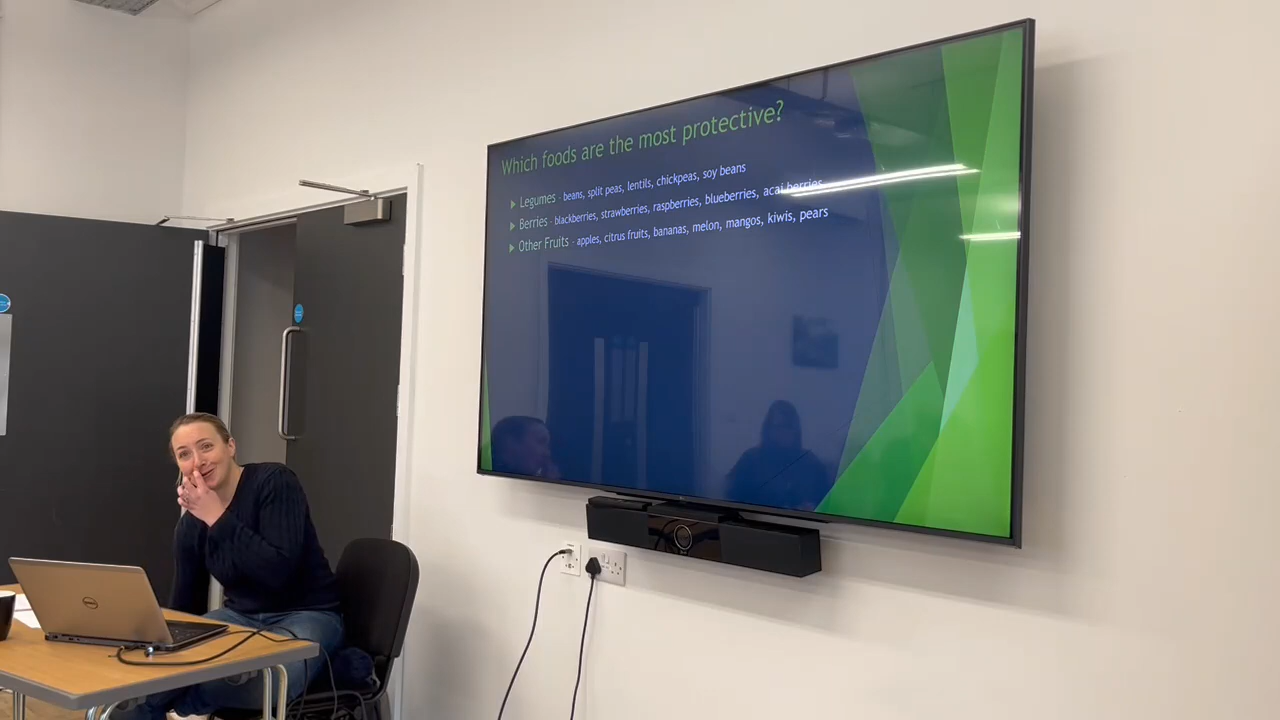 Which foods are the most protective?
Legumes - beans, split peas, lentils, chickpeas, soy beans
Berries - blackberries, strawberries, raspberries, blueberries, acai berries
Other Fruits - apples, citrus fruits, bananas, melon, mangos, kiwis, pears
DELL